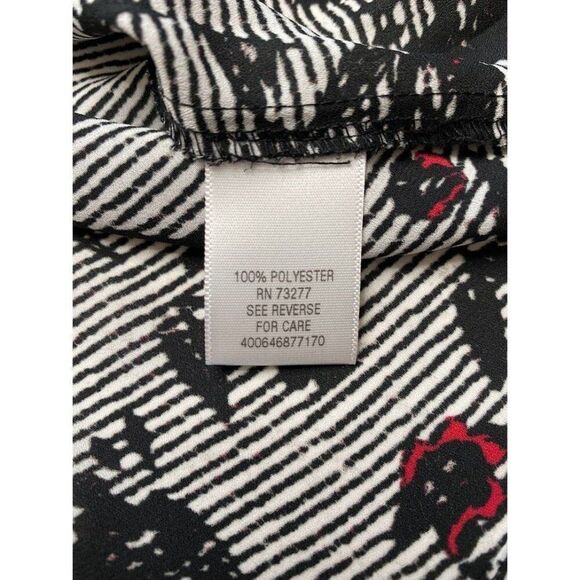 100% POLYESTER
RN 73277
SEE REVERSE
FOR CARE
400646877170